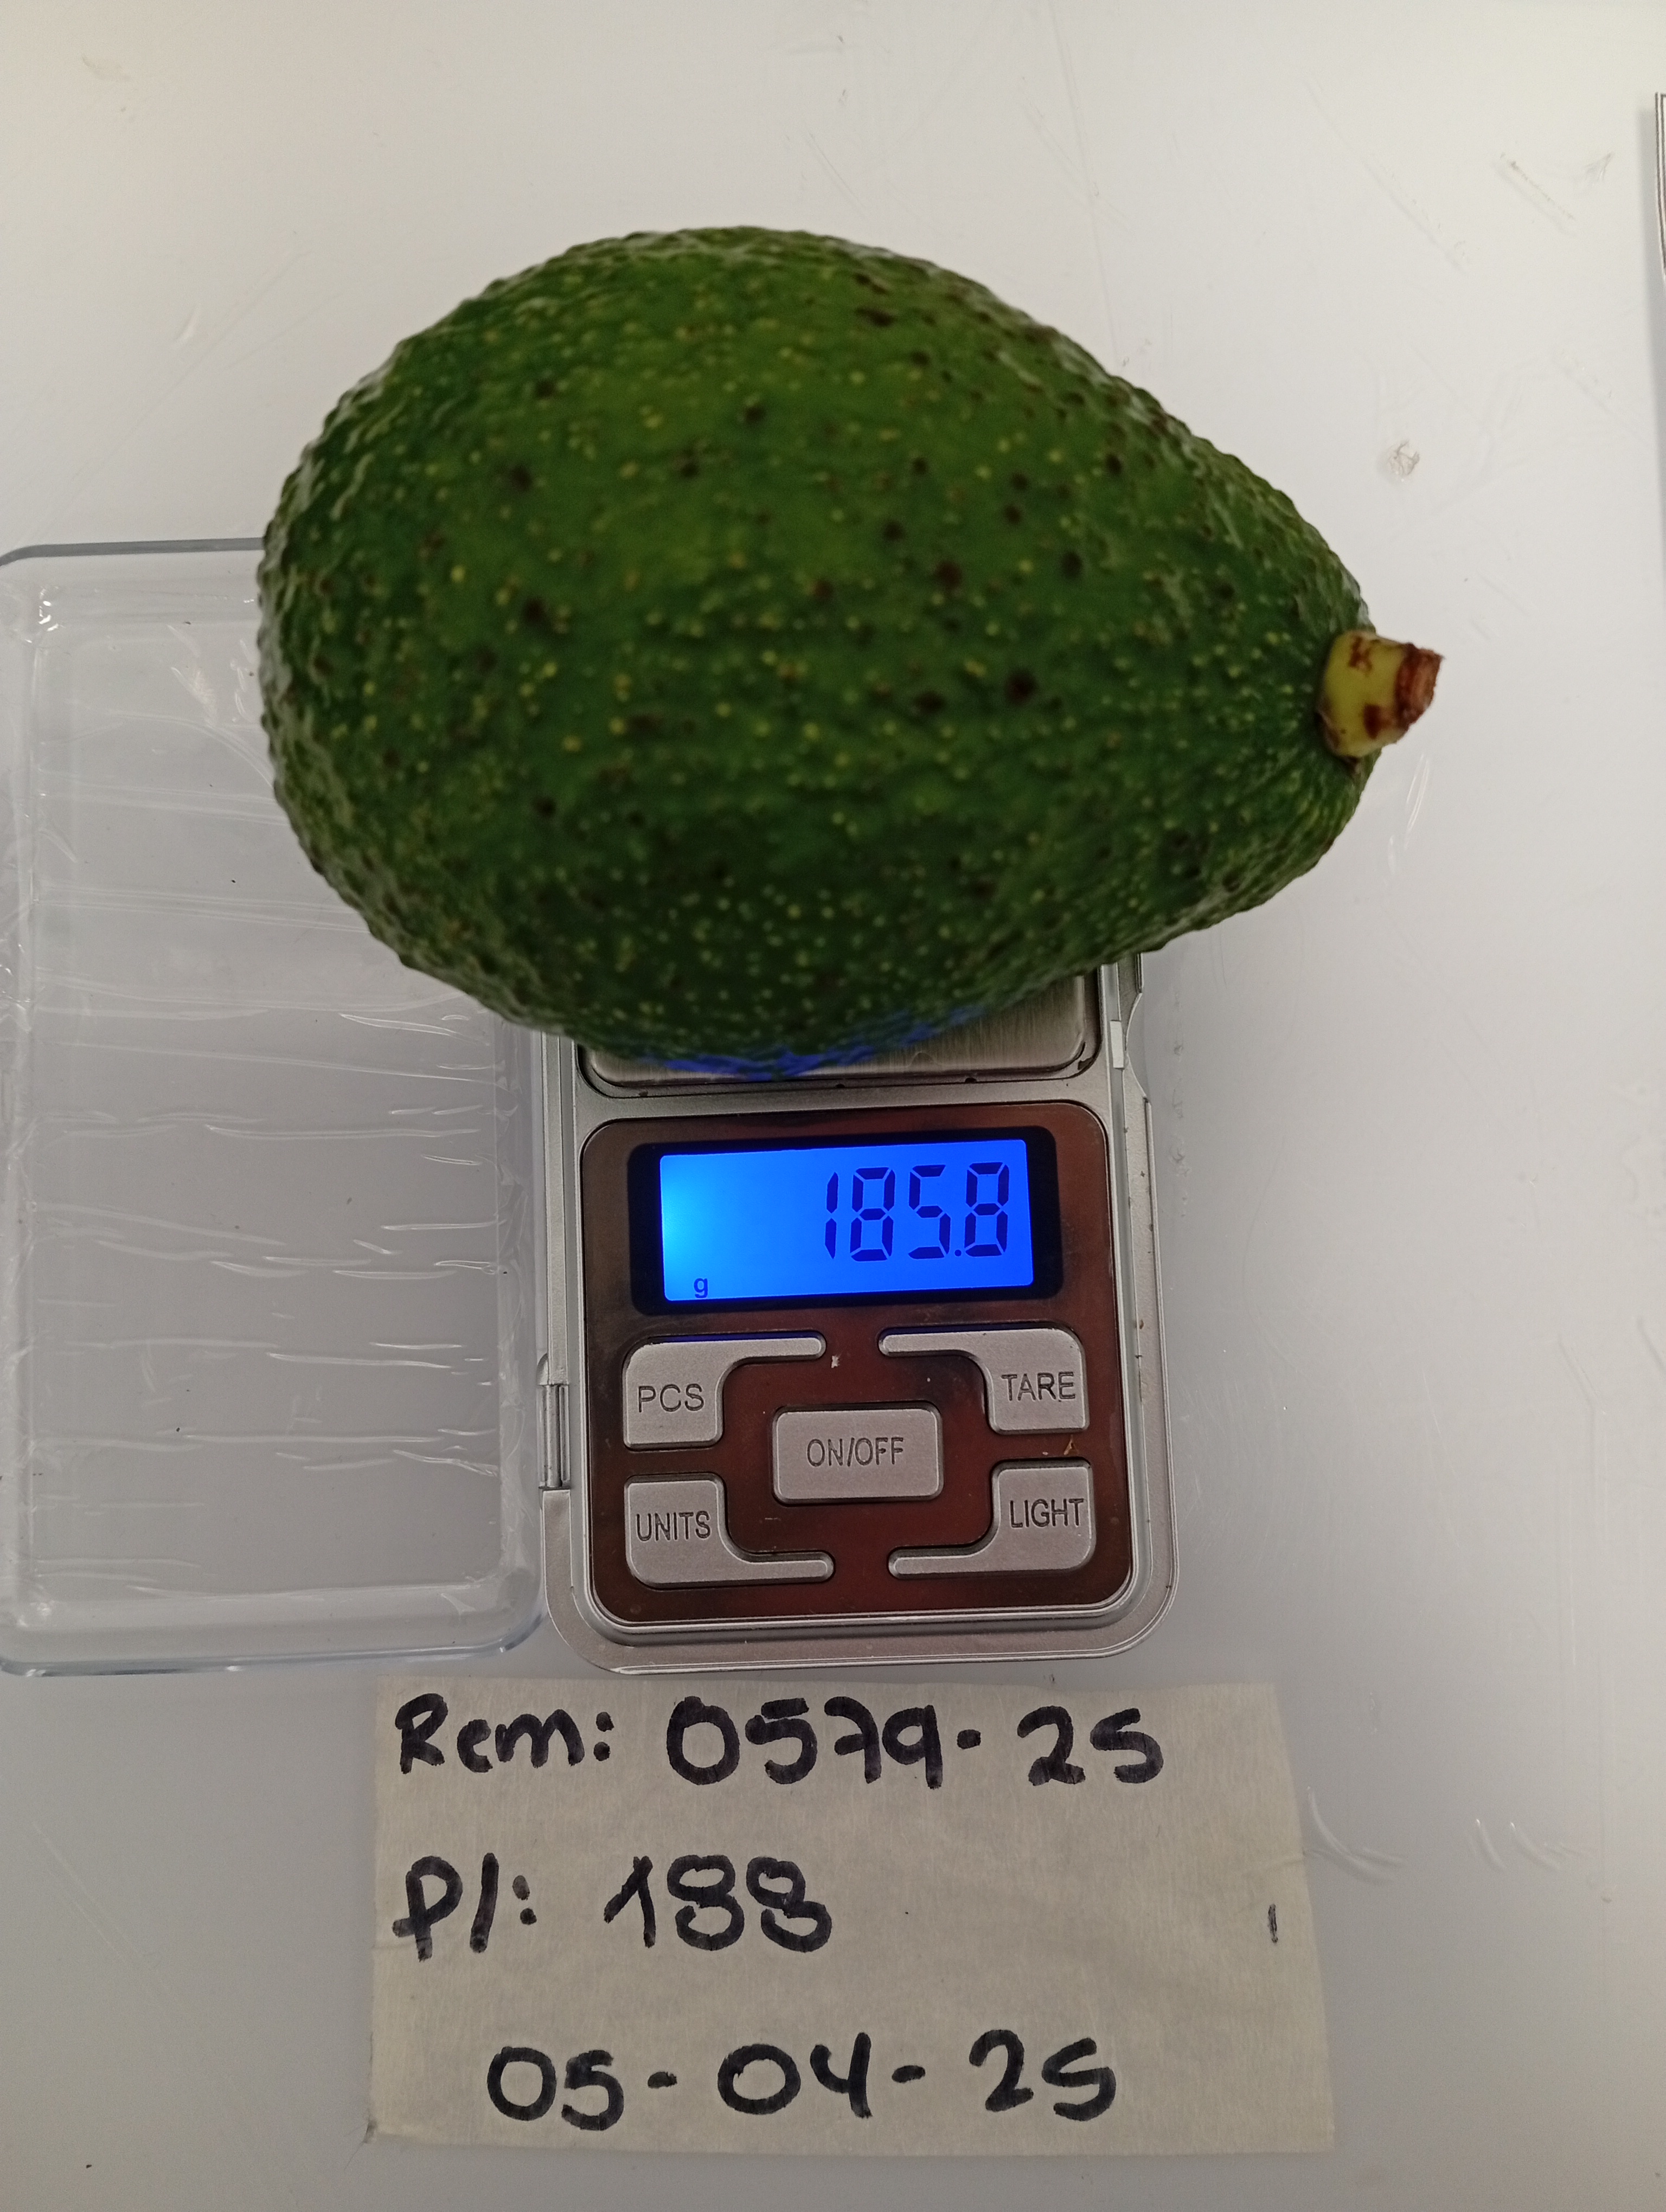 185.8
g
PCS
TARE
ON/OFF
UNITS
LIGHT
Rem: 0579-25
P/: 188
05-04-25